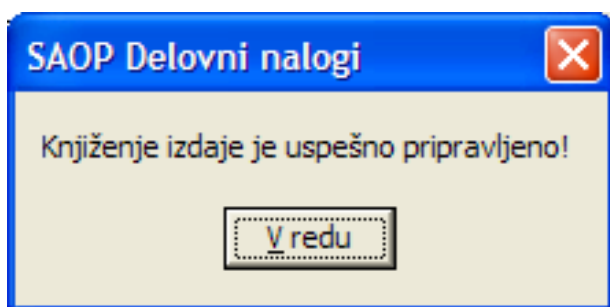 SAOP Delovni nalogi
Knjiženje izdaje je uspešno pripravljeno!
V redu